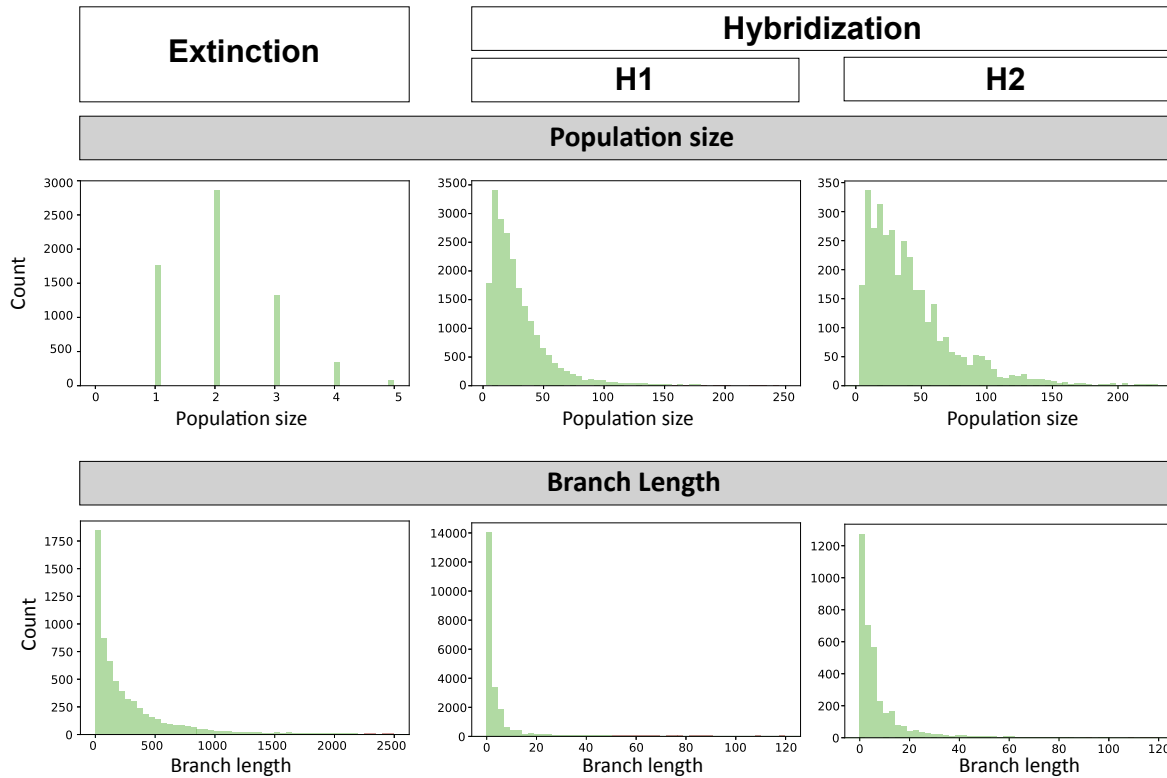 Extinction
Hybridization
H1
H2
Population size
3000
2500
2000
1500
1000
500
0
Count
0 1 2 3 4 5
Population size
3500
3000
2500
2000
1500
1000
500
0
0 50 100 150 200 250
Population size
350
300
250
200
150
100
50
0
0 50 100 150 200
Population size
Branch Length
1750
1500
1250
1000
750
500
250
0
Count
0 500 1000 1500 2000 2500
Branch length
14000
12000
10000
8000
6000
4000
2000
0
0 20 40 60 80 100 120
Branch length
1200
1000
800
600
400
200
0
0 20 40 60 80 100 120
Branch length